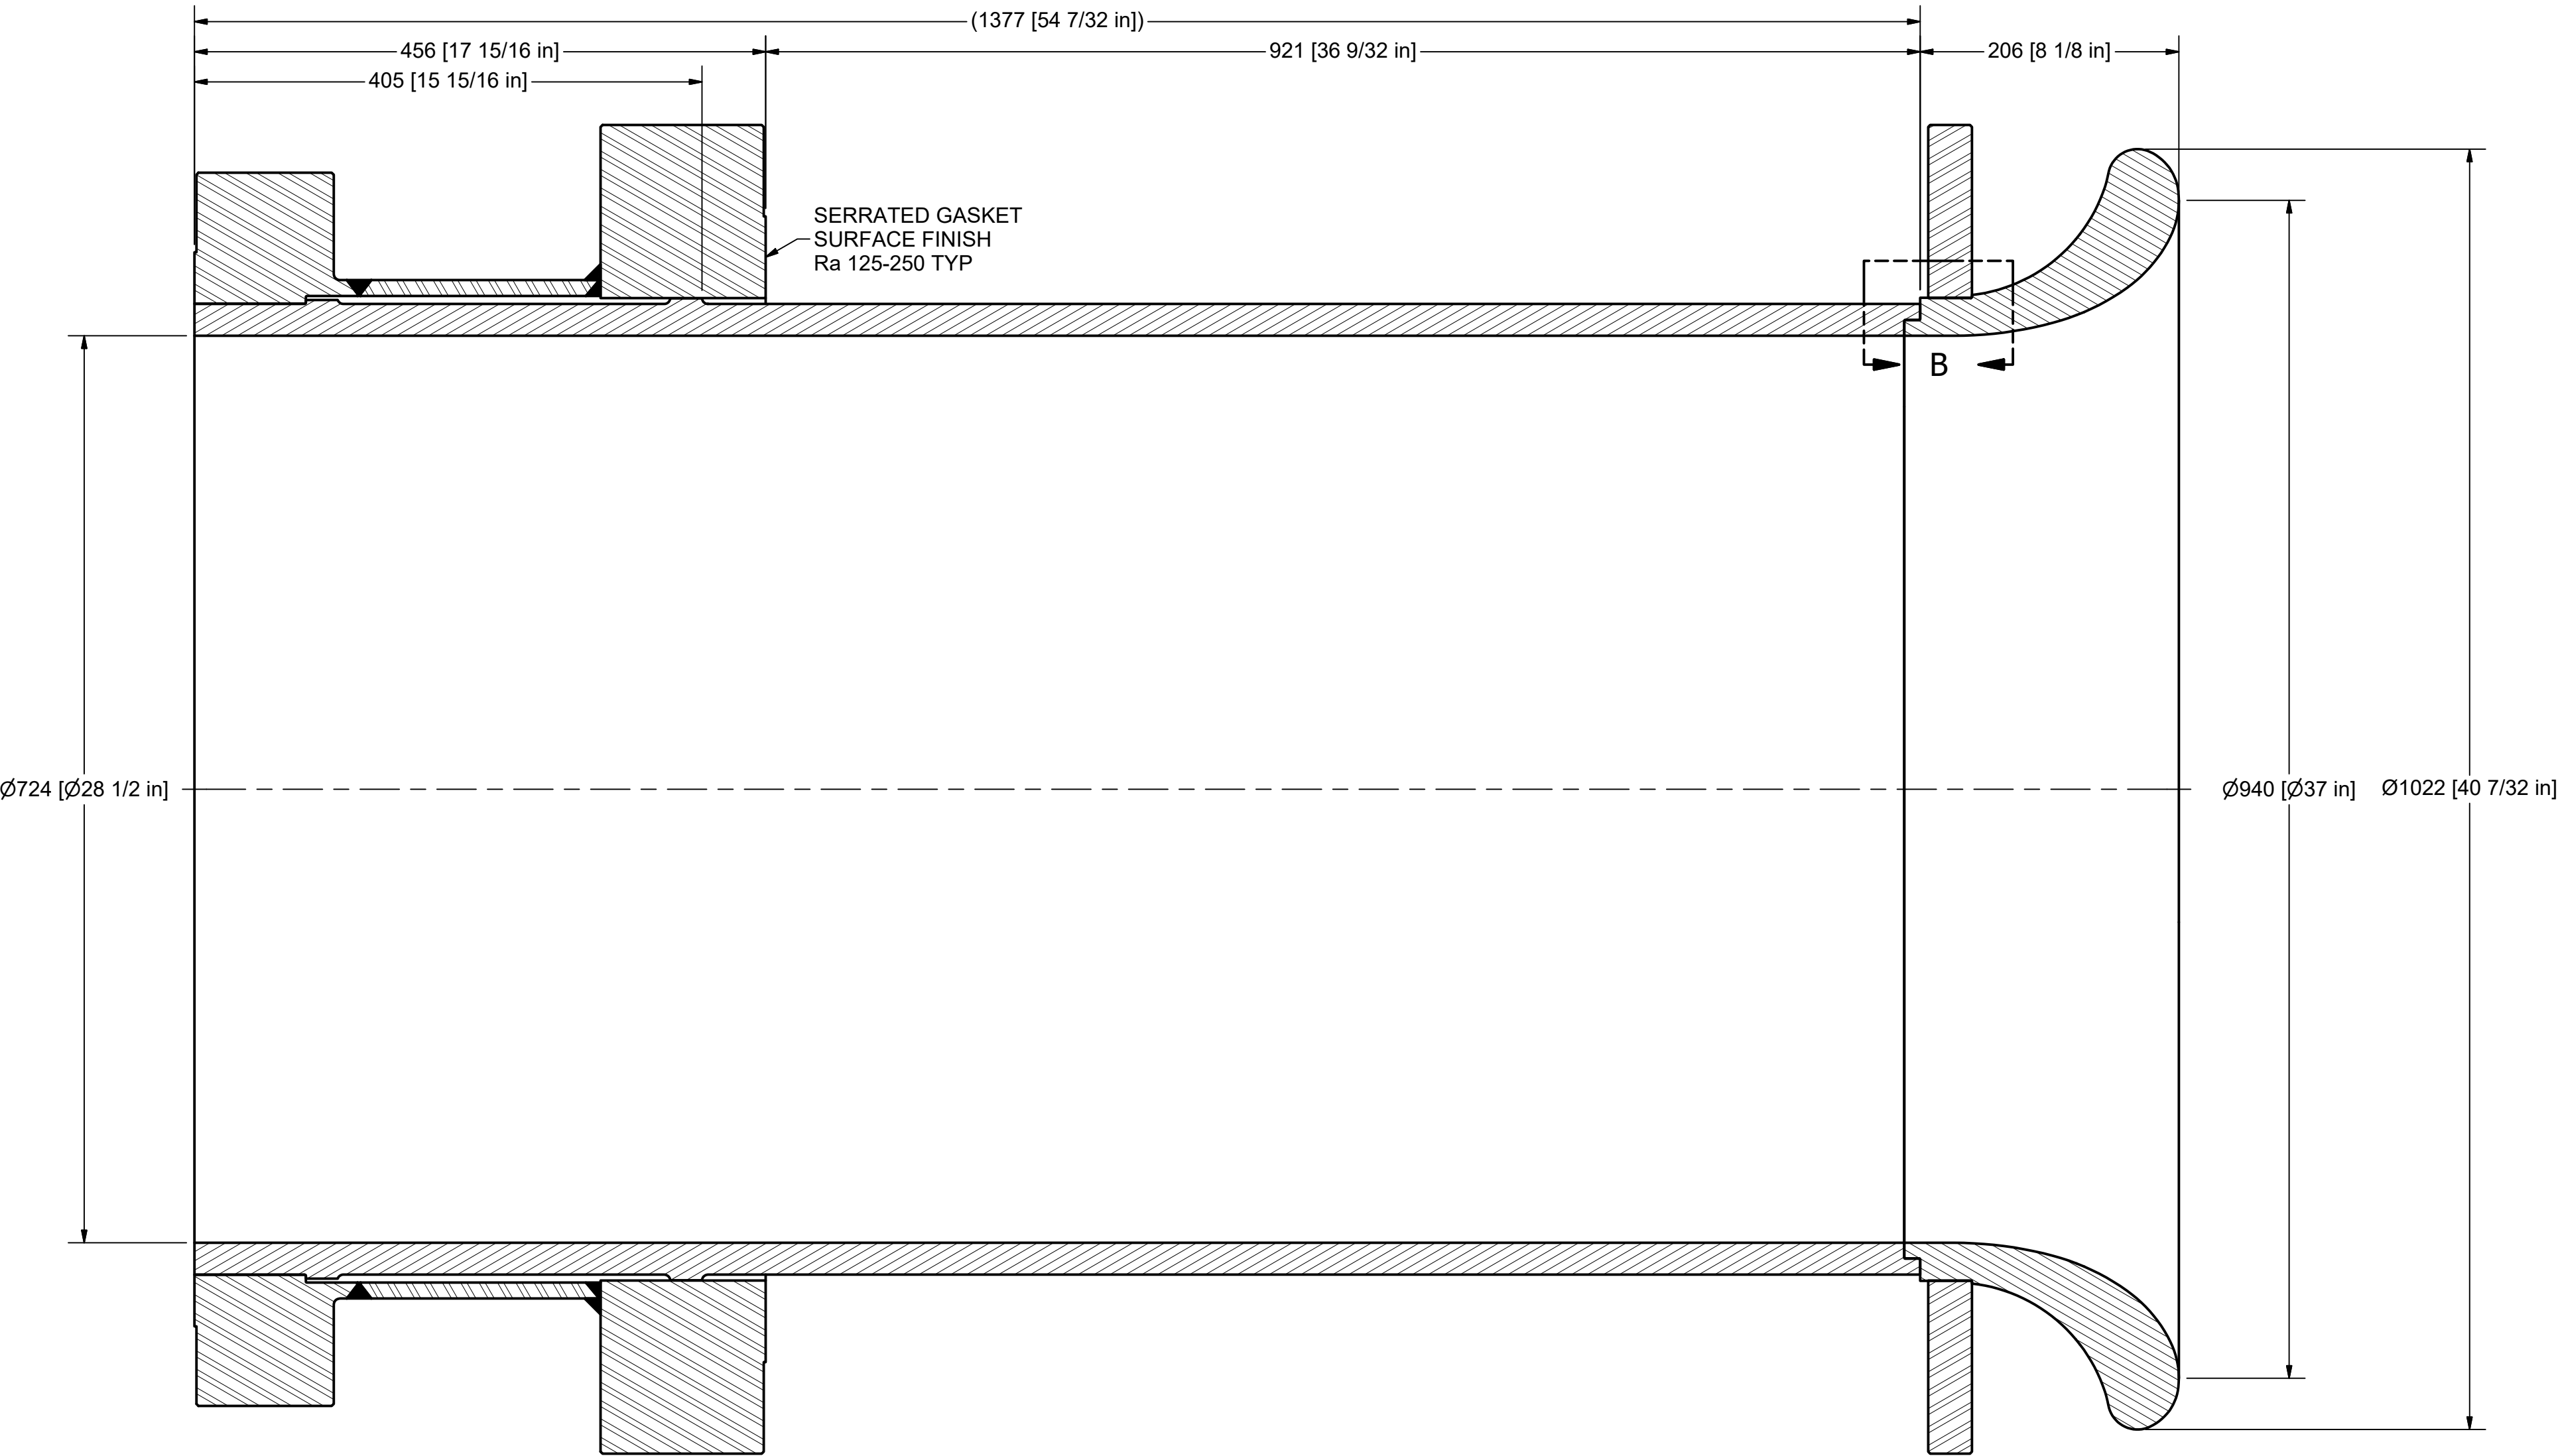 (1377 [54 7/32 in])
456 [17 15/16 in]
921 [36 9/32 in]
206 [8 1/8 in]
405 [15 15/16 in]
SERRATED GASKET
SURFACE FINISH
Ra 125-250 TYP
B
Ø724 [Ø28 1/2 in]
Ø940 [Ø37 in]
Ø1022 [40 7/32 in]